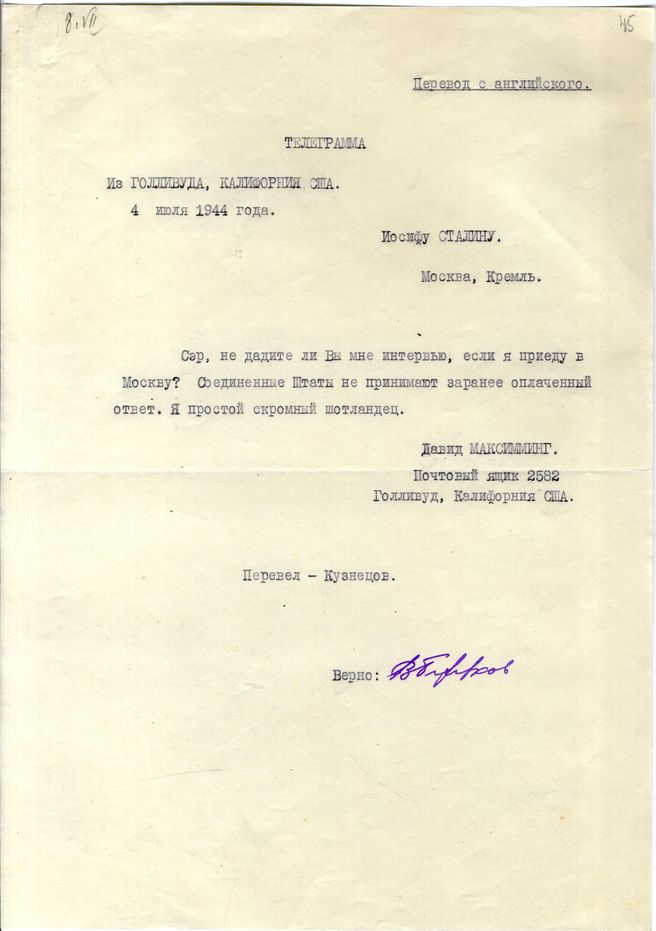 8.VII
45
Перевод с английского.
ТЕЛЕГРАММА
Из ГОЛЛИВУДА, КАЛИФОРНИЯ США.
4 июля 1944 года.
Иосифу СТАЛИНУ.
Москва, Кремль.
Сэр, не дадите ли Вы мне интервью, если я приеду в
Москву? Соединенные Штаты не принимают заранее оплаченный
ответ. Я простой скромный шотландец.
Давид МАКСИММИНГ.
Почтовый ящик 2582
Голливуд, Калифорния США.
Перевел - Кузнецов.
Верно: